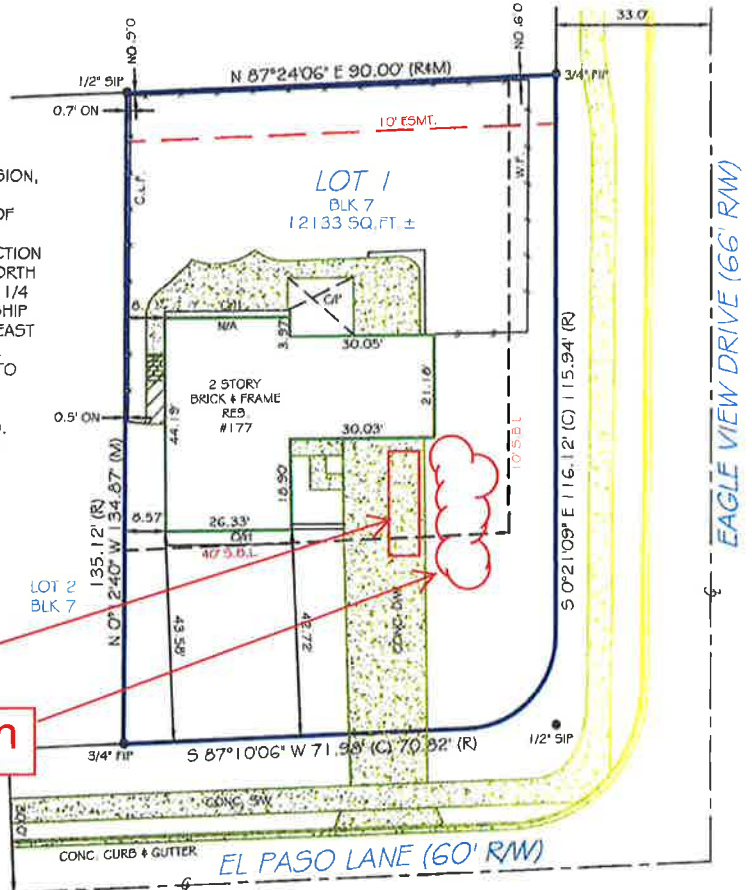 33.0'
NO. 9'0
NO. 6'0
N 87°24'06" E 90.00' (R&M)
1/2" SIP
3/4" FIP
0.7' ON
10' ESMT.
SION,
OF
CTION
ORTH
1/4
SHIP
EAST
TO
C.L.F.
W.F.
LOT 1
BLK 7
12133 SQ.FT. ±
EAGLE VIEW DRIVE (66' R/W)
C/P
O/H
N/A
3.97'
30.05'
2 STORY
BRICK & FRAME
RES.
#177
21.18'
44.19'
0.5' ON
30.03'
10' S.B.L
18.90'
8.57'
26.33'
O/H
40' S.B.L
N 0°12'40" W 134.87' (M)
135.12' (R)
S 0°21'09" E 116.12' (C) 115.94' (R)
LOT 2
BLK 7
43.58'
42.72'
CONC. DW
n
3/4" FIP
S 87°10'06" W 71.98' (C) 70.82' (R)
1/2" SIP
CONC. SW
30.0'
CONC. CURB & GUTTER
EL PASO LANE (60' R/W)